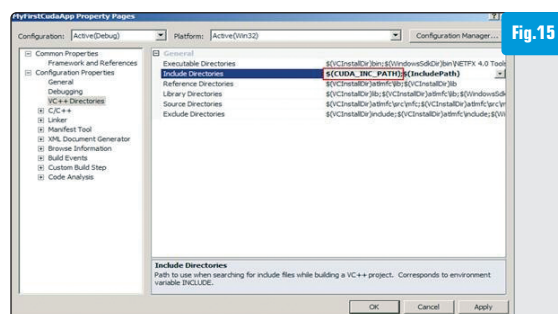 MyFirstCudaApp Property Pages
Fig.15
Configuration: Active(Debug) Platform: Active(Win32) Configuration Manager...
Common Properties
Framework and References
Configuration Properties
General
Debugging
VC++ Directories
C/C++
Linker
Manifest Tool
XML Document Generator
Browse Information
Build Events
Custom Build Step
Code Analysis
General
Executable Directories $(VCInstallDir)bin;$(WindowsSdkDir)bin\NETFX 4.0 Tools
Include Directories $(CUDA_INC_PATH);$(IncludePath)
Reference Directories $(VCInstallDir)atlmfc\lib;$(VCInstallDir)lib
Library Directories $(VCInstallDir)lib;$(VCInstallDir)atlmfc\lib;$(WindowsSdk
Source Directories $(VCInstallDir)atlmfc\src\mfc;$(VCInstallDir)atlmfc\src\m
Exclude Directories $(VCInstallDir)include;$(VCInstallDir)atlmfc\include;$(Wi
Include Directories
Path to use when searching for include files while building a VC++ project. Corresponds to environment
variable INCLUDE.
OK Cancel Apply